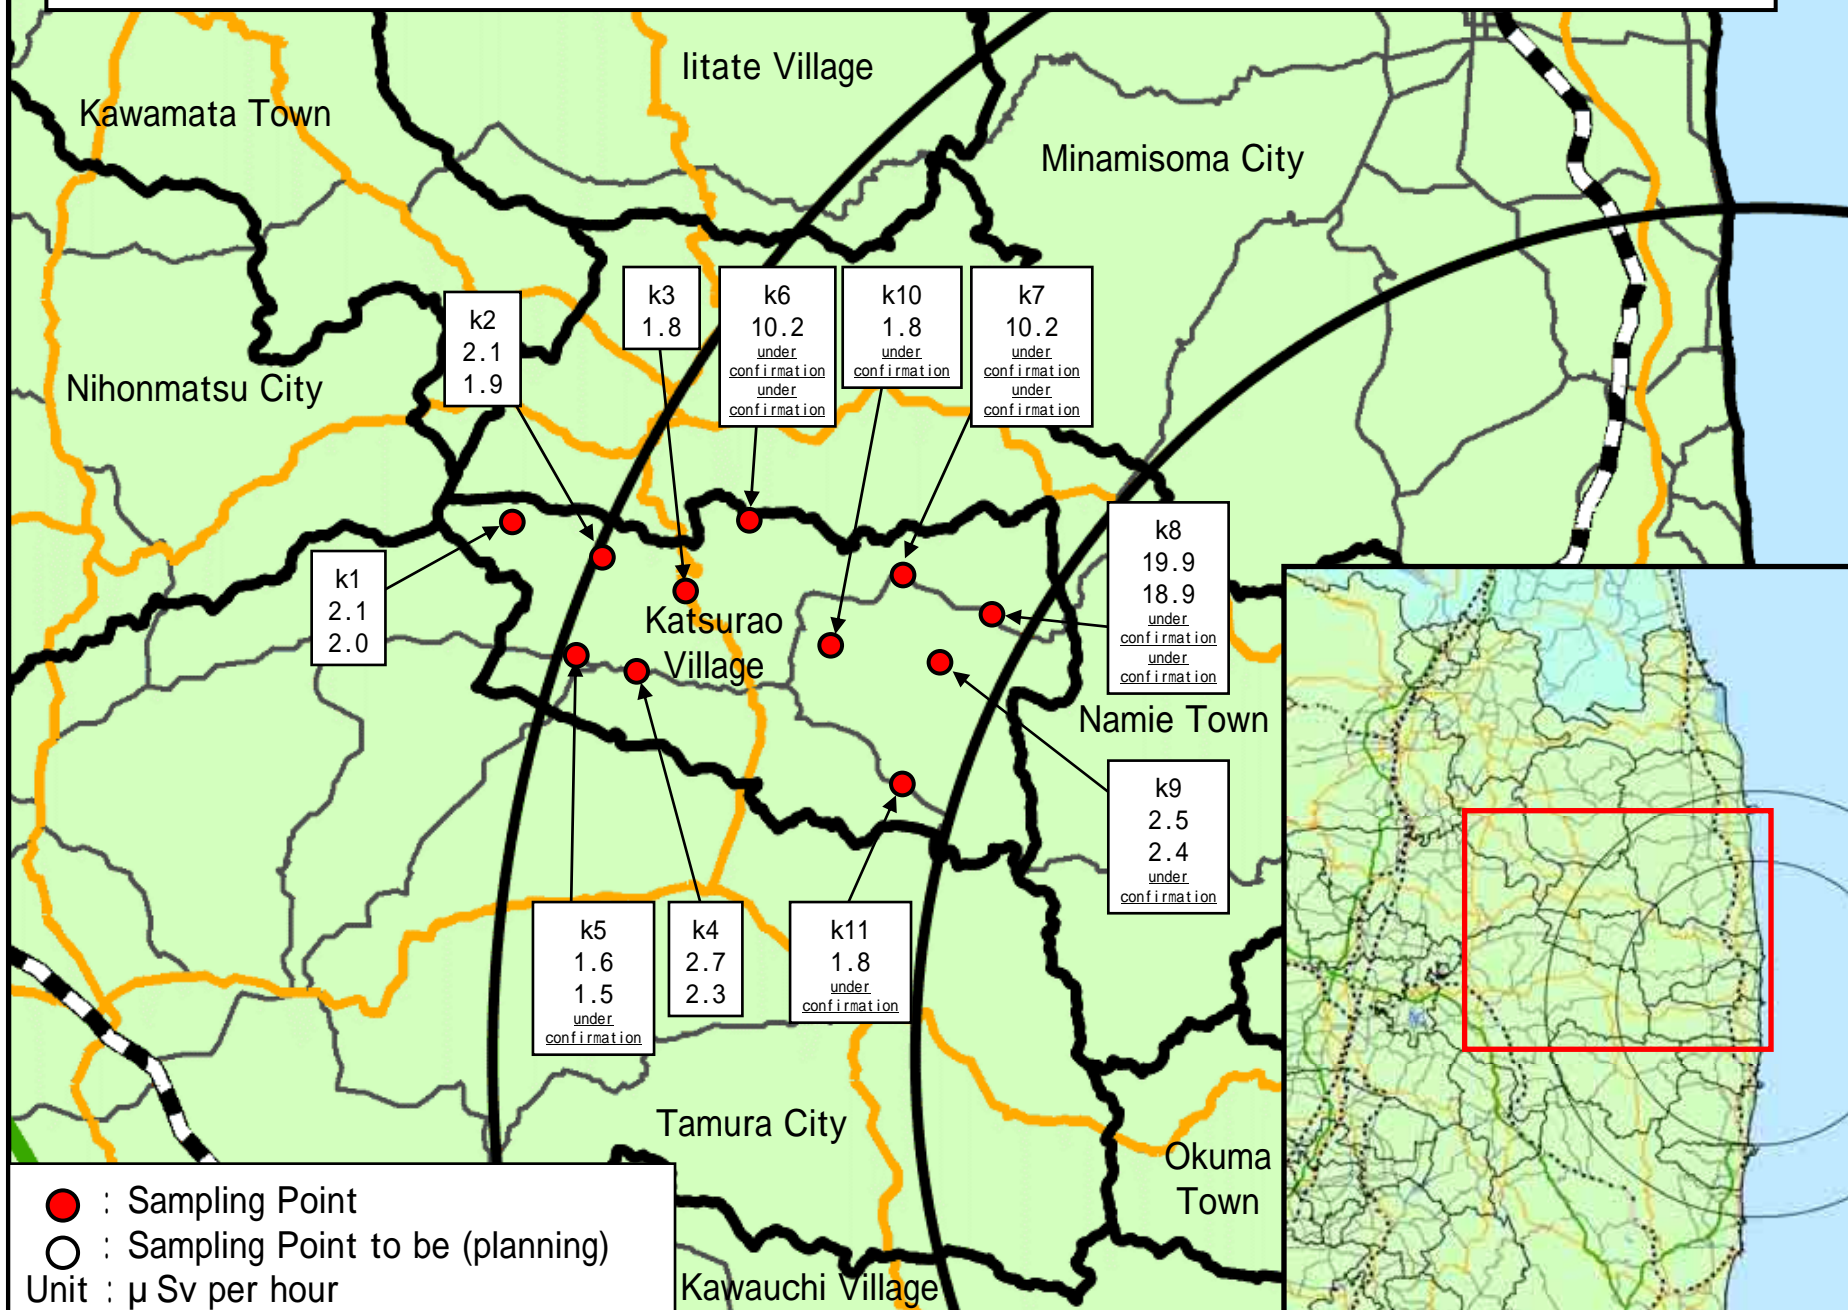 Iitate Village
Kawamata Town
Minamisoma City
k3
1.8
k6
10.2
under
confirmation
under
confirmation
k10
1.8
under
confirmation
k7
10.2
under
confirmation
under
confirmation
k2
2.1
1.9
Nihonmatsu City
k8
19.9
18.9
under
confirmation
under
confirmation
k1
2.1
2.0
Katsurao
Village
Namie Town
k9
2.5
2.4
under
confirmation
k5
1.6
1.5
under
confirmation
k4
2.7
2.3
k11
1.8
under
confirmation
Tamura City
Okuma
Town
: Sampling Point
: Sampling Point to be (planning)
Unit : μ Sv per hour
Kawauchi Village